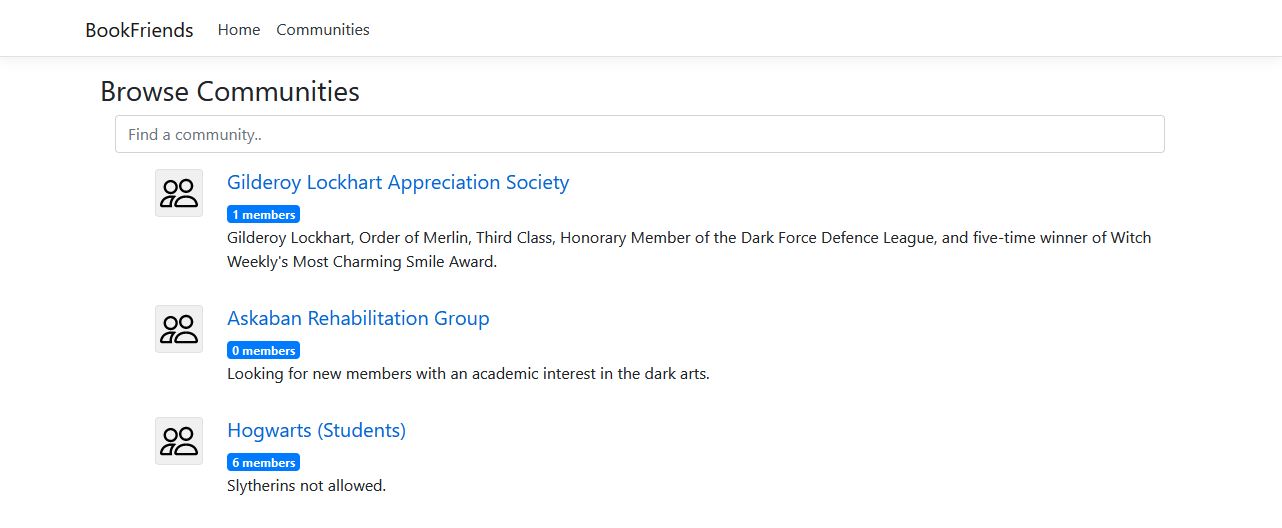 BookFriends Home Communities
Browse Communities
Find a community..
Gilderoy Lockhart Appreciation Society
1 members
Gilderoy Lockhart, Order of Merlin, Third Class, Honorary Member of the Dark Force Defence League, and five-time winner of Witch
Weekly's Most Charming Smile Award.
Askaban Rehabilitation Group
0 members
Looking for new members with an academic interest in the dark arts.
Hogwarts (Students)
6 members
Slytherins not allowed.